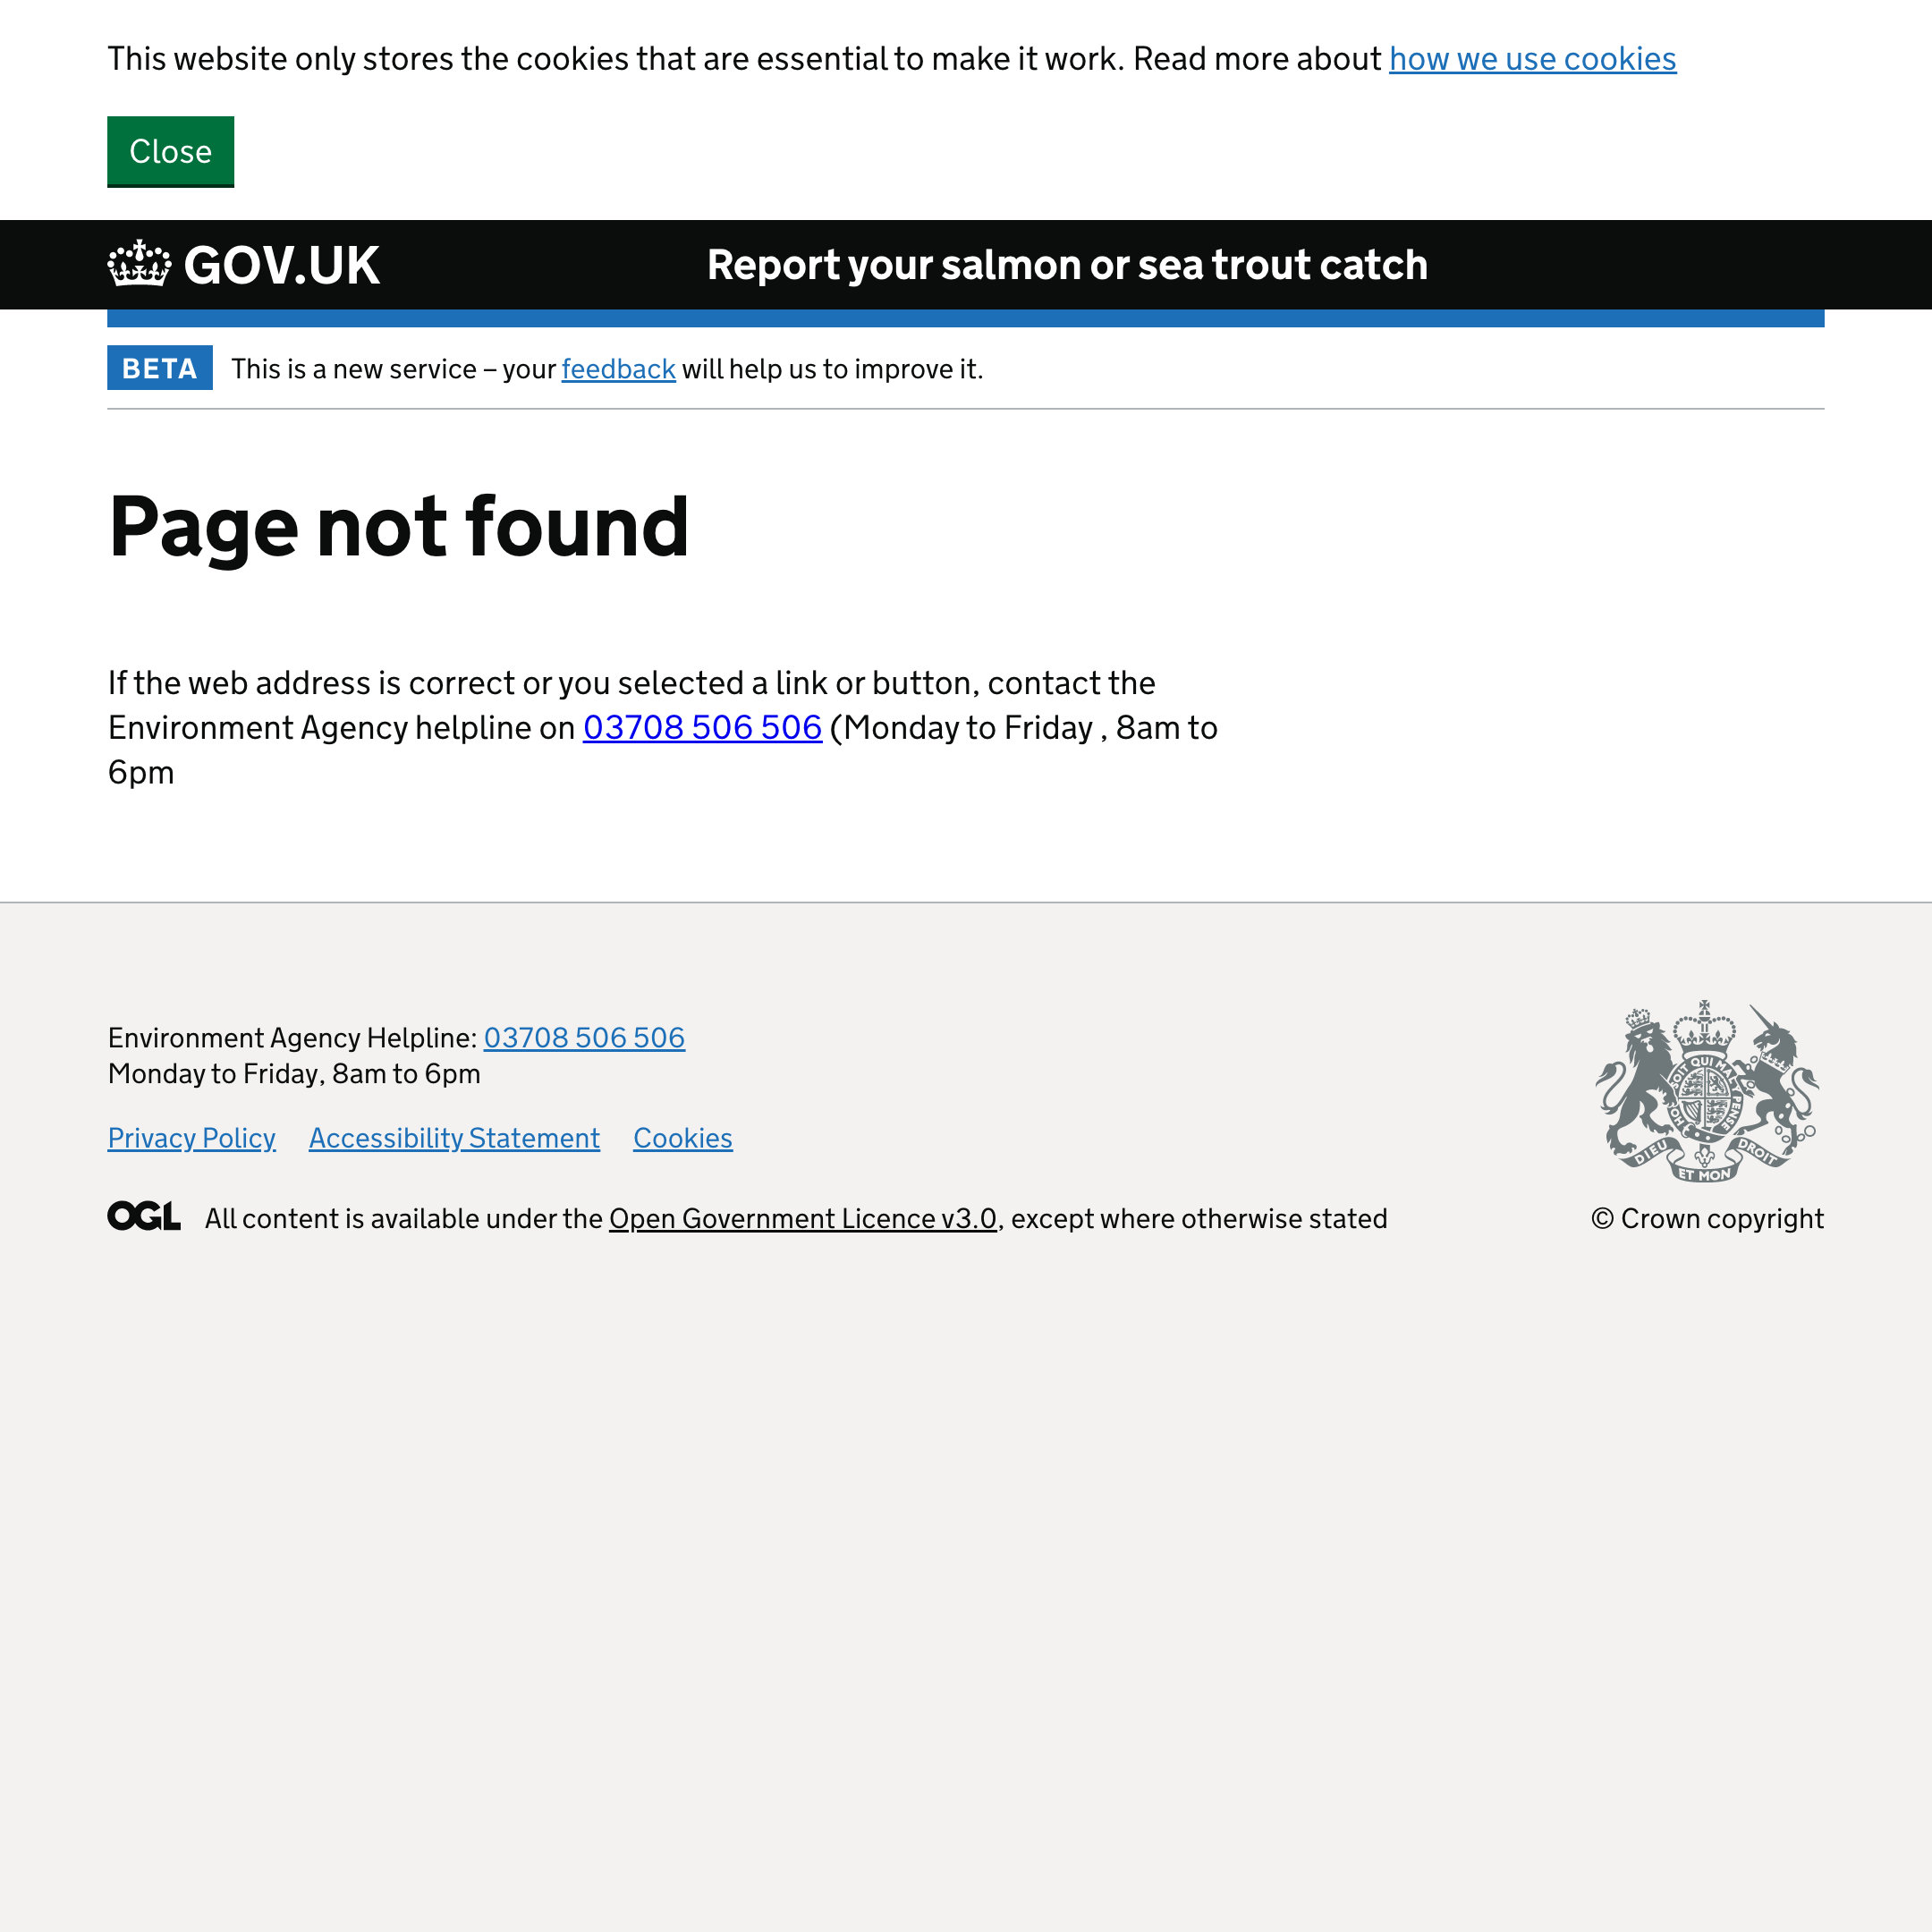 This website only stores the cookies that are essential to make it work. Read more about how we use cookies
Close
GOV.UK
Report your salmon or sea trout catch
BETA
This is a new service – your feedback will help us to improve it.
Page not found
If the web address is correct or you selected a link or button, contact the
Environment Agency helpline on 03708 506 506 (Monday to Friday , 8am to
6pm
Environment Agency Helpline: 03708 506 506
Monday to Friday, 8am to 6pm
Privacy Policy Accessibility Statement Cookies
DIEU ET MON DROIT
OGL All content is available under the Open Government Licence v3.0, except where otherwise stated
© Crown copyright